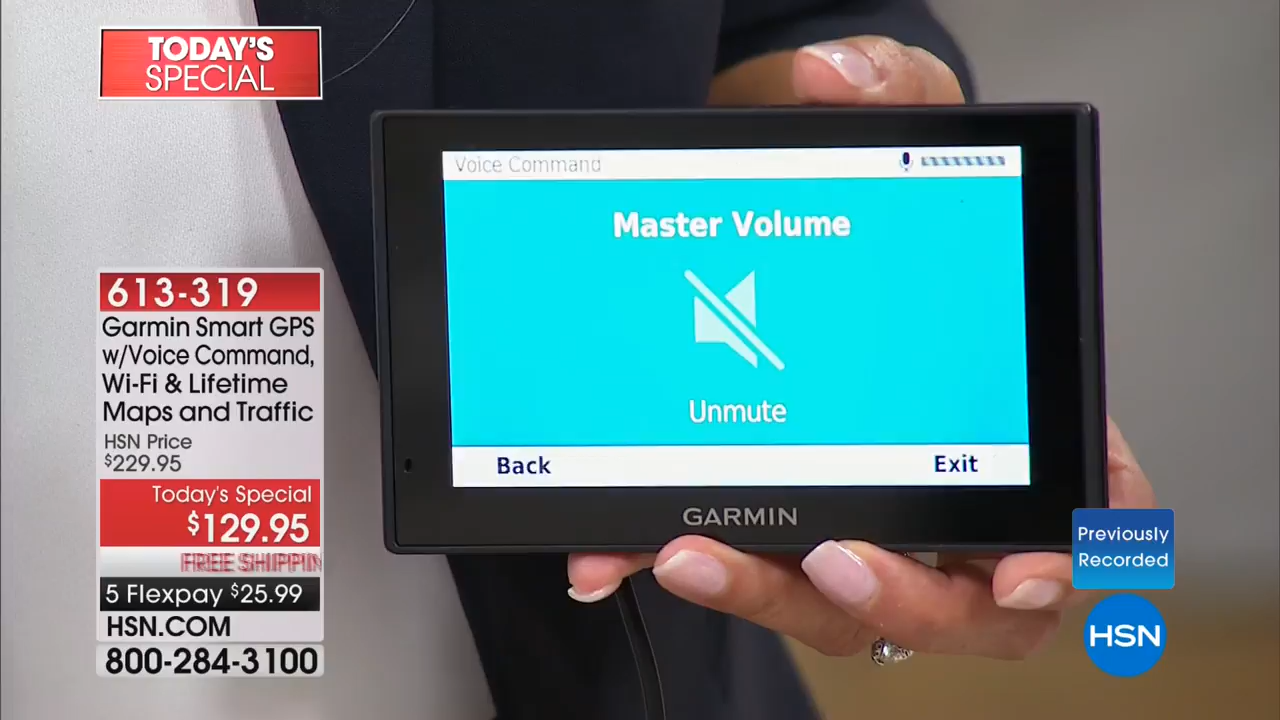 TODAY'S
SPECIAL
613-319
Garmin Smart GPS
w/Voice Command,
Wi-Fi & Lifetime
Maps and Traffic
HSN Price
$229.95
Today's Special
$129.95
FREE SHIPPIN
5 Flexpay $25.99
HSN.COM
800-284-3100
Voice Command
Master Volume
Unmute
Back
Exit
GARMIN
Previously
Recorded
HSN